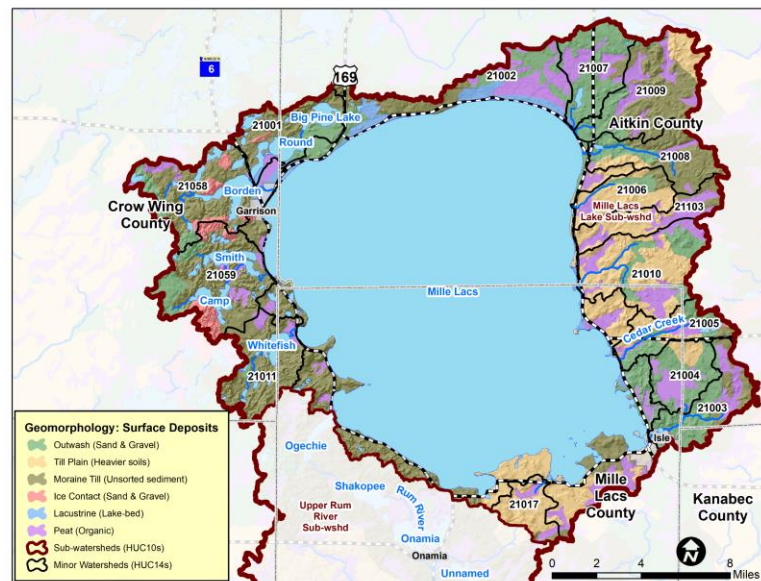 6
169
21002
21007
21009
Big Pine Lake
21001
Round
Aitkin County
21008
21058
Borden
Garrison
Crow Wing
County
21006
Mille Lacs
Lake Sub-wshd
21103
Smith
21059
Camp
Mille Lacs
21010
Cedar Creek
21005
Whitefish
21011
21004
21003
Isle
Geomorphology: Surface Deposits
Outwash (Sand & Gravel)
Till Plain (Heavier soils)
Moraine Till (Unsorted sediment)
Ice Contact (Sand & Gravel)
Lacustrine (Lake-bed)
Peat (Organic)
Sub-watersheds (HUC10s)
Minor Watersheds (HUC14s)
Ogechie
Shakopee
Rum River
Upper Rum
River
Sub-wshd
Onamia
Onamia
Unnamed
21017
Mille
Lacs
County
Kanabec
County
N
0 2 4 6 8
Miles